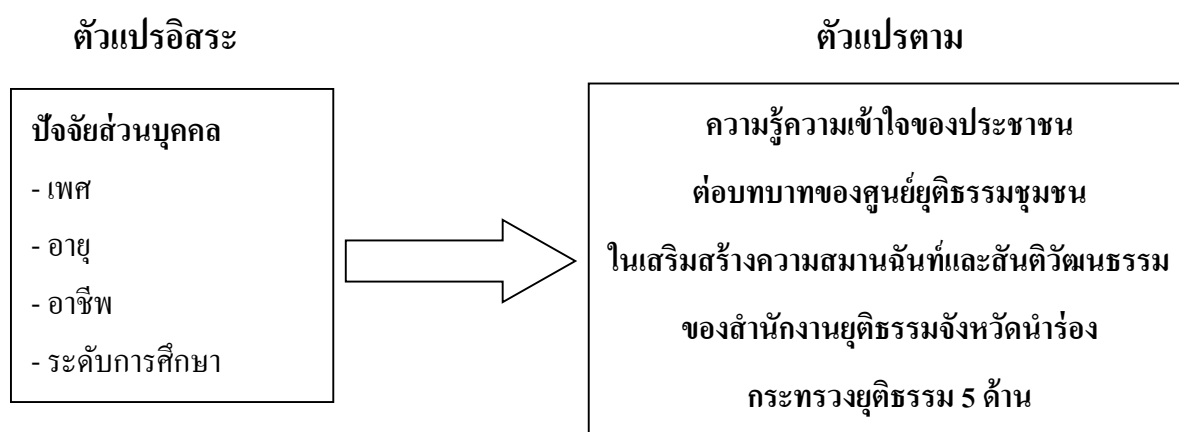 ตัวแปรอิสระ
ปัจจัยส่วนบุคคล
- เพศ
- อายุ
- อาชีพ
- ระดับการศึกษา
ตัวแปรตาม
ความรู้ความเข้าใจของประชาชน
ต่อบทบาทของศูนย์ยุติธรรมชุมชน
ในเสริมสร้างความสมานฉันท์และสันติวัฒนธรรม
ของสำนักงานยุติธรรมจังหวัดนำร่อง
กระทรวงยุติธรรม 5 ด้าน